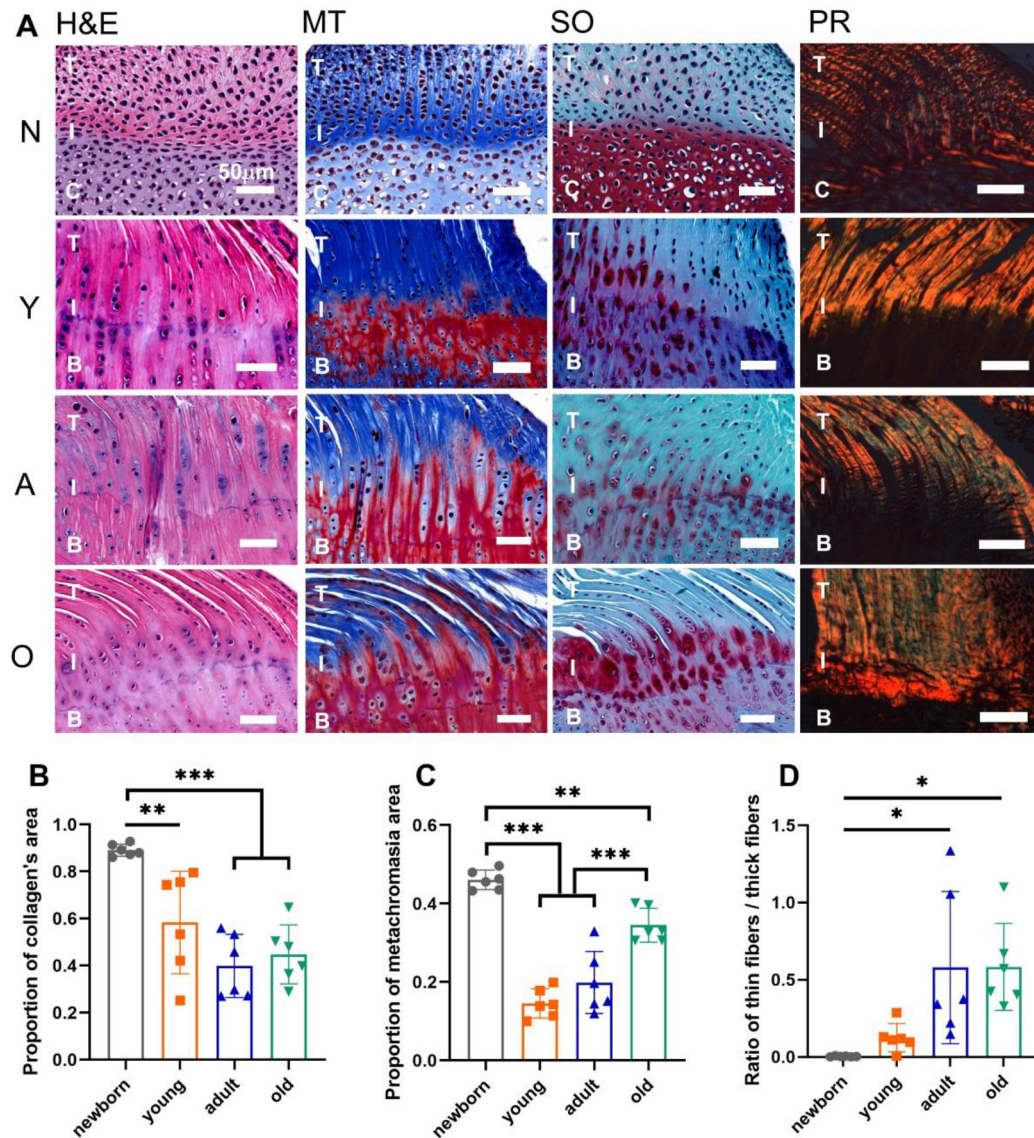 A H&E MT SO PR
N
T T T T
I I I I
C C C C
50μm
Y
T T T T
I I I I
B B B B
A
T T T T
I I I I
B B B B
O
T T T T
I I I I
B B B B
B
***
**
Proportion of collagen's area
1.0
0.8
0.6
0.4
0.2
0.0
newborn young adult old
C
**
*** ***
Proportion of metachromasia area
0.6
0.4
0.2
0.0
newborn young adult old
D
*
*
Ratio of thin fibers / thick fibers
1.5
1.0
0.5
0.0
newborn young adult old